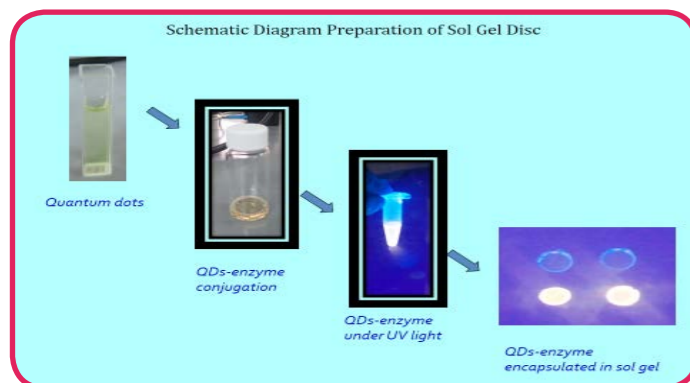 Schematic Diagram Preparation of Sol Gel Disc
Quantum dots
QDs-enzyme
conjugation
QDs-enzyme
under UV light
QDs-enzyme
encapsulated in sol gel